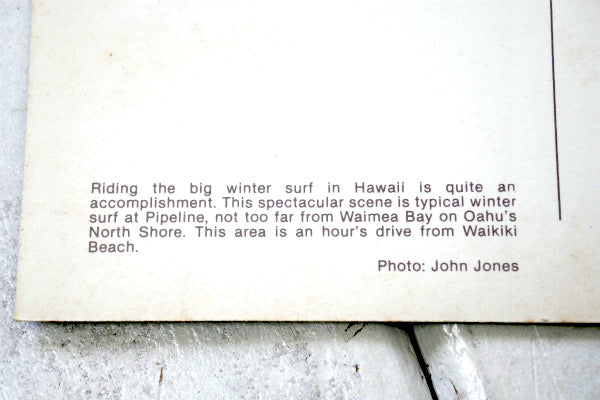 Riding the big winter surf in Hawaii is quite an
accomplishment. This spectacular scene is typical winter
surf at Pipeline, not too far from Waimea Bay on Oahu's
North Shore. This area is an hour's drive from Waikiki
Beach.
Photo: John Jones